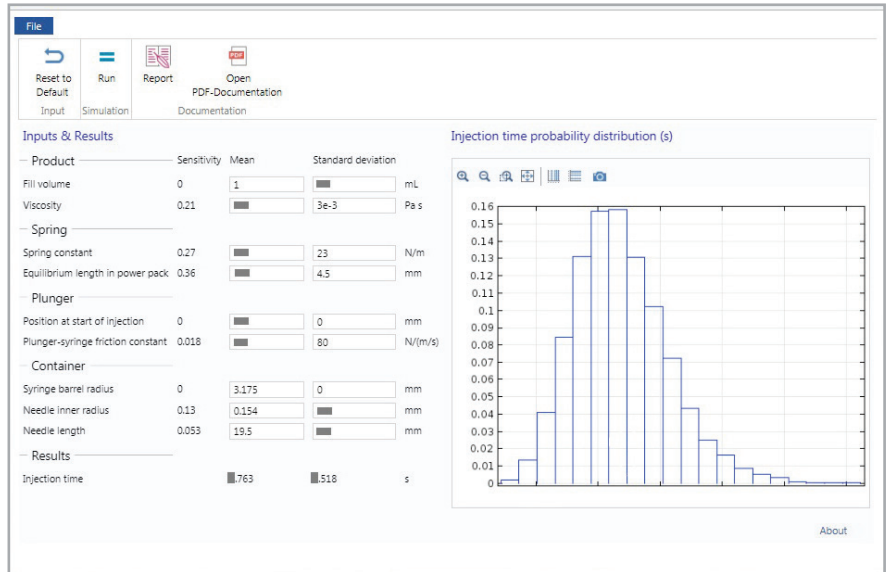 File
Reset to Default
Run
Report
Open PDF-Documentation
Input
Simulation
Documentation
Inputs & Results
Product Sensitivity Mean Standard deviation
Fill volume 0 1 mL
Viscosity 0.21 3e-3 Pa s
Spring
Spring constant 0.27 23 N/m
Equilibrium length in power pack 0.36 4.5 mm
Plunger
Position at start of injection 0 0 mm
Plunger-syringe friction constant 0.018 80 N/(m/s)
Container
Syringe barrel radius 0 3.175 0 mm
Needle inner radius 0.13 0.154 mm
Needle length 0.053 19.5 mm
Results
Injection time .763 .518 s
Injection time probability distribution (s)
0.16
0.15
0.14
0.13
0.12
0.11
0.1
0.09
0.08
0.07
0.06
0.05
0.04
0.03
0.02
0.01
0
About